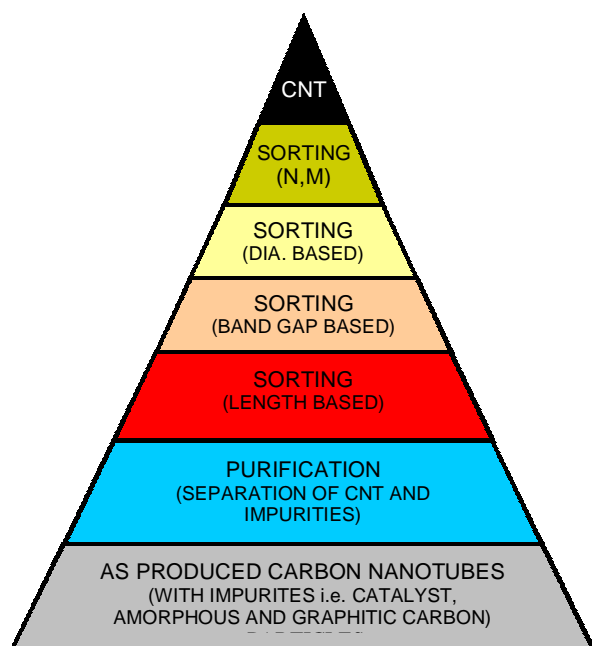 CNT
SORTING
(N,M)
SORTING
(DIA. BASED)
SORTING
(BAND GAP BASED)
SORTING
(LENGTH BASED)
PURIFICATION
(SEPARATION OF CNT AND
IMPURITIES)
AS PRODUCED CARBON NANOTUBES
(WITH IMPURITES i.e. CATALYST,
AMORPHOUS AND GRAPHITIC CARBON)